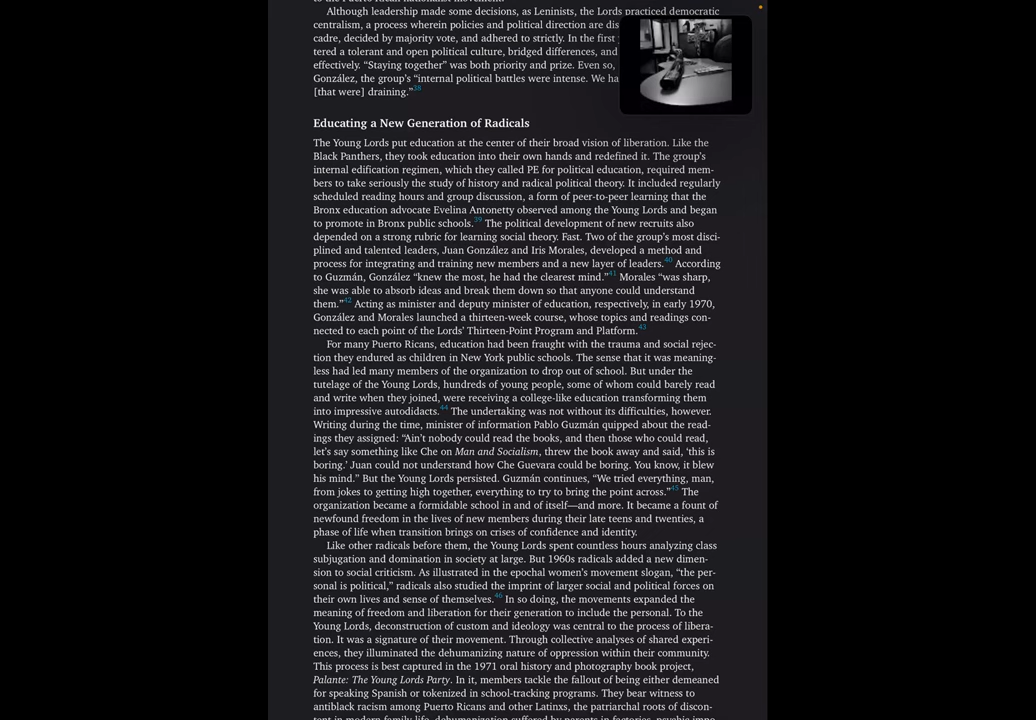 Although leadership made some decisions, as Leninists, the Lords practiced democratic
centralism, a process wherein policies and political direction are dis
cadre, decided by majority vote, and adhered to strictly. In the first
tered a tolerant and open political culture, bridged differences, and
effectively. “Staying together” was both priority and prize. Even so,
González, the group’s “internal political battles were intense. We ha
[that were] draining.”38
Educating a New Generation of Radicals
The Young Lords put education at the center of their broad vision of liberation. Like the
Black Panthers, they took education into their own hands and redefined it. The group’s
internal edification regimen, which they called PE for political education, required mem-
bers to take seriously the study of history and radical political theory. It included regularly
scheduled reading hours and group discussion, a form of peer-to-peer learning that the
Bronx education advocate Evelina Antonetty observed among the Young Lords and began
to promote in Bronx public schools.39 The political development of new recruits also
depended on a strong rubric for learning social theory. Fast. Two of the group’s most disci-
plined and talented leaders, Juan González and Iris Morales, developed a method and
process for integrating and training new members and a new layer of leaders.40 According
to Guzmán, González “knew the most, he had the clearest mind.”41 Morales “was sharp,
she was able to absorb ideas and break them down so that anyone could understand
them.”42 Acting as minister and deputy minister of education, respectively, in early 1970,
González and Morales launched a thirteen-week course, whose topics and readings con-
nected to each point of the Lords’ Thirteen-Point Program and Platform.43
For many Puerto Ricans, education had been fraught with the trauma and social rejec-
tion they endured as children in New York public schools. The sense that it was meaning-
less had led many members of the organization to drop out of school. But under the
tutelage of the Young Lords, hundreds of young people, some of whom could barely read
and write when they joined, were receiving a college-like education transforming them
into impressive autodidacts.44 The undertaking was not without its difficulties, however.
Writing during the time, minister of information Pablo Guzmán quipped about the read-
ings they assigned: “Ain’t nobody could read the books, and then those who could read,
let’s say something like Che on Man and Socialism, threw the book away and said, ‘this is
boring.’ Juan could not understand how Che Guevara could be boring. You know, it blew
his mind.” But the Young Lords persisted. Guzmán continues, “We tried everything, man,
from jokes to getting high together, everything to try to bring the point across.”45 The
organization became a formidable school in and of itself—and more. It became a fount of
newfound freedom in the lives of new members during their late teens and twenties, a
phase of life when transition brings on crises of confidence and identity.
Like other radicals before them, the Young Lords spent countless hours analyzing class
subjugation and domination in society at large. But 1960s radicals added a new dimen-
sion to social criticism. As illustrated in the epochal women’s movement slogan, “the per-
sonal is political,” radicals also studied the imprint of larger social and political forces on
their own lives and sense of themselves.46 In so doing, the movements expanded the
meaning of freedom and liberation for their generation to include the personal. To the
Young Lords, deconstruction of custom and ideology was central to the process of libera-
tion. It was a signature of their movement. Through collective analyses of shared experi-
ences, they illuminated the dehumanizing nature of oppression within their community.
This process is best captured in the 1971 oral history and photography book project,
Palante: The Young Lords Party. In it, members tackle the fallout of being either demeaned
for speaking Spanish or tokenized in school-tracking programs. They bear witness to
antiblack racism among Puerto Ricans and other Latinxs, the patriarchal roots of discon-